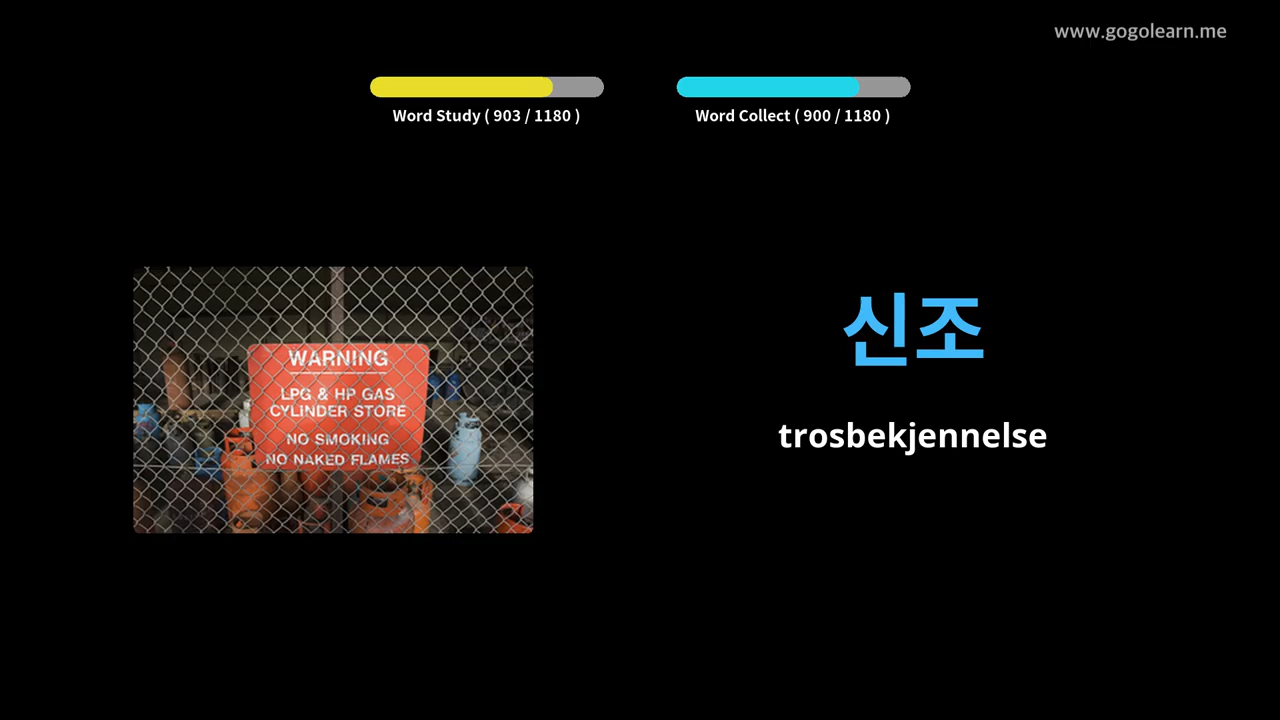 www.gogolearn.me
Word Study ( 903 / 1180 )
Word Collect ( 900 / 1180 )
WARNING
LPG & HP GAS
CYLINDER STORE
NO SMOKING
NO NAKED FLAMES
신조
trosbekjennelse